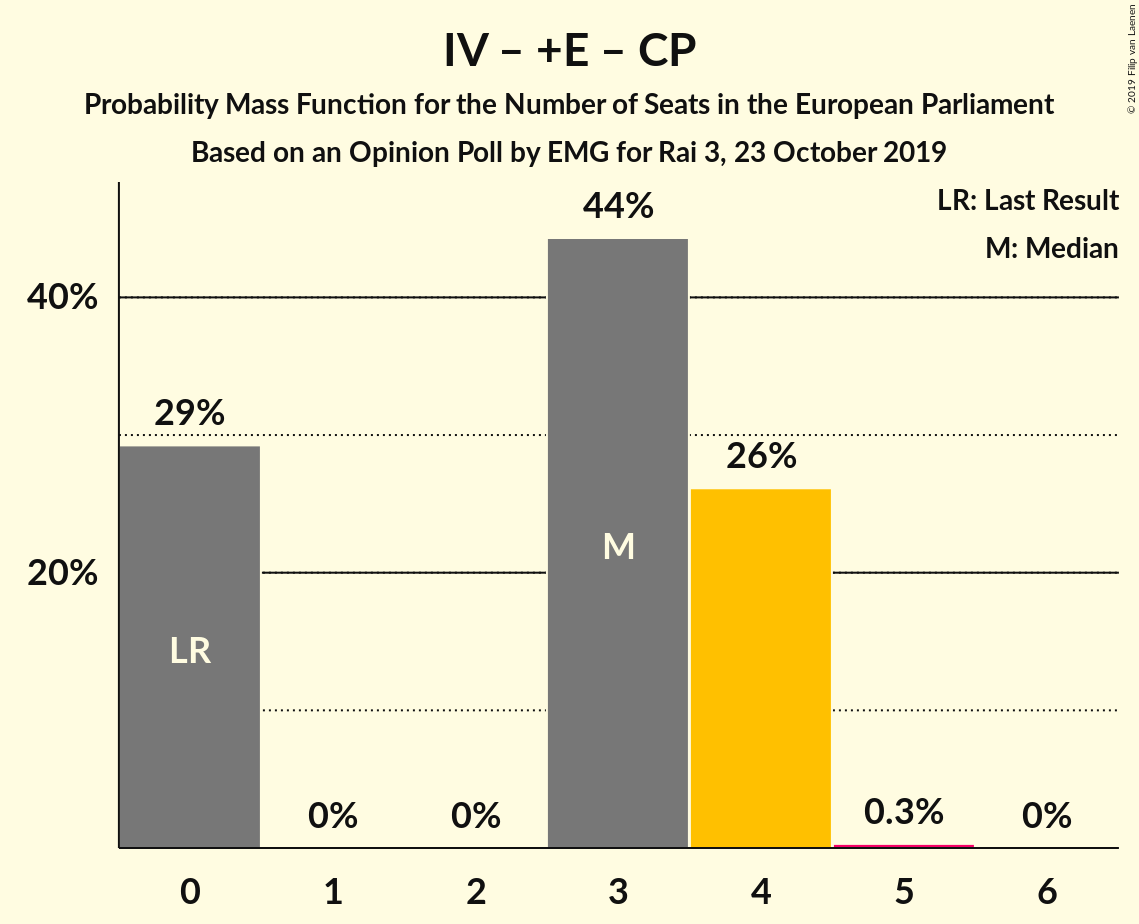 IV – +E – CP
Probability Mass Function for the Number of Seats in the European Parliament
Based on an Opinion Poll by EMG for Rai 3, 23 October 2019
© 2019 Filip van Laenen
LR: Last Result
M: Median
44%
40%
29%
26%
M
20%
LR
0%
0%
0.3%
0%
0 1 2 3 4 5 6